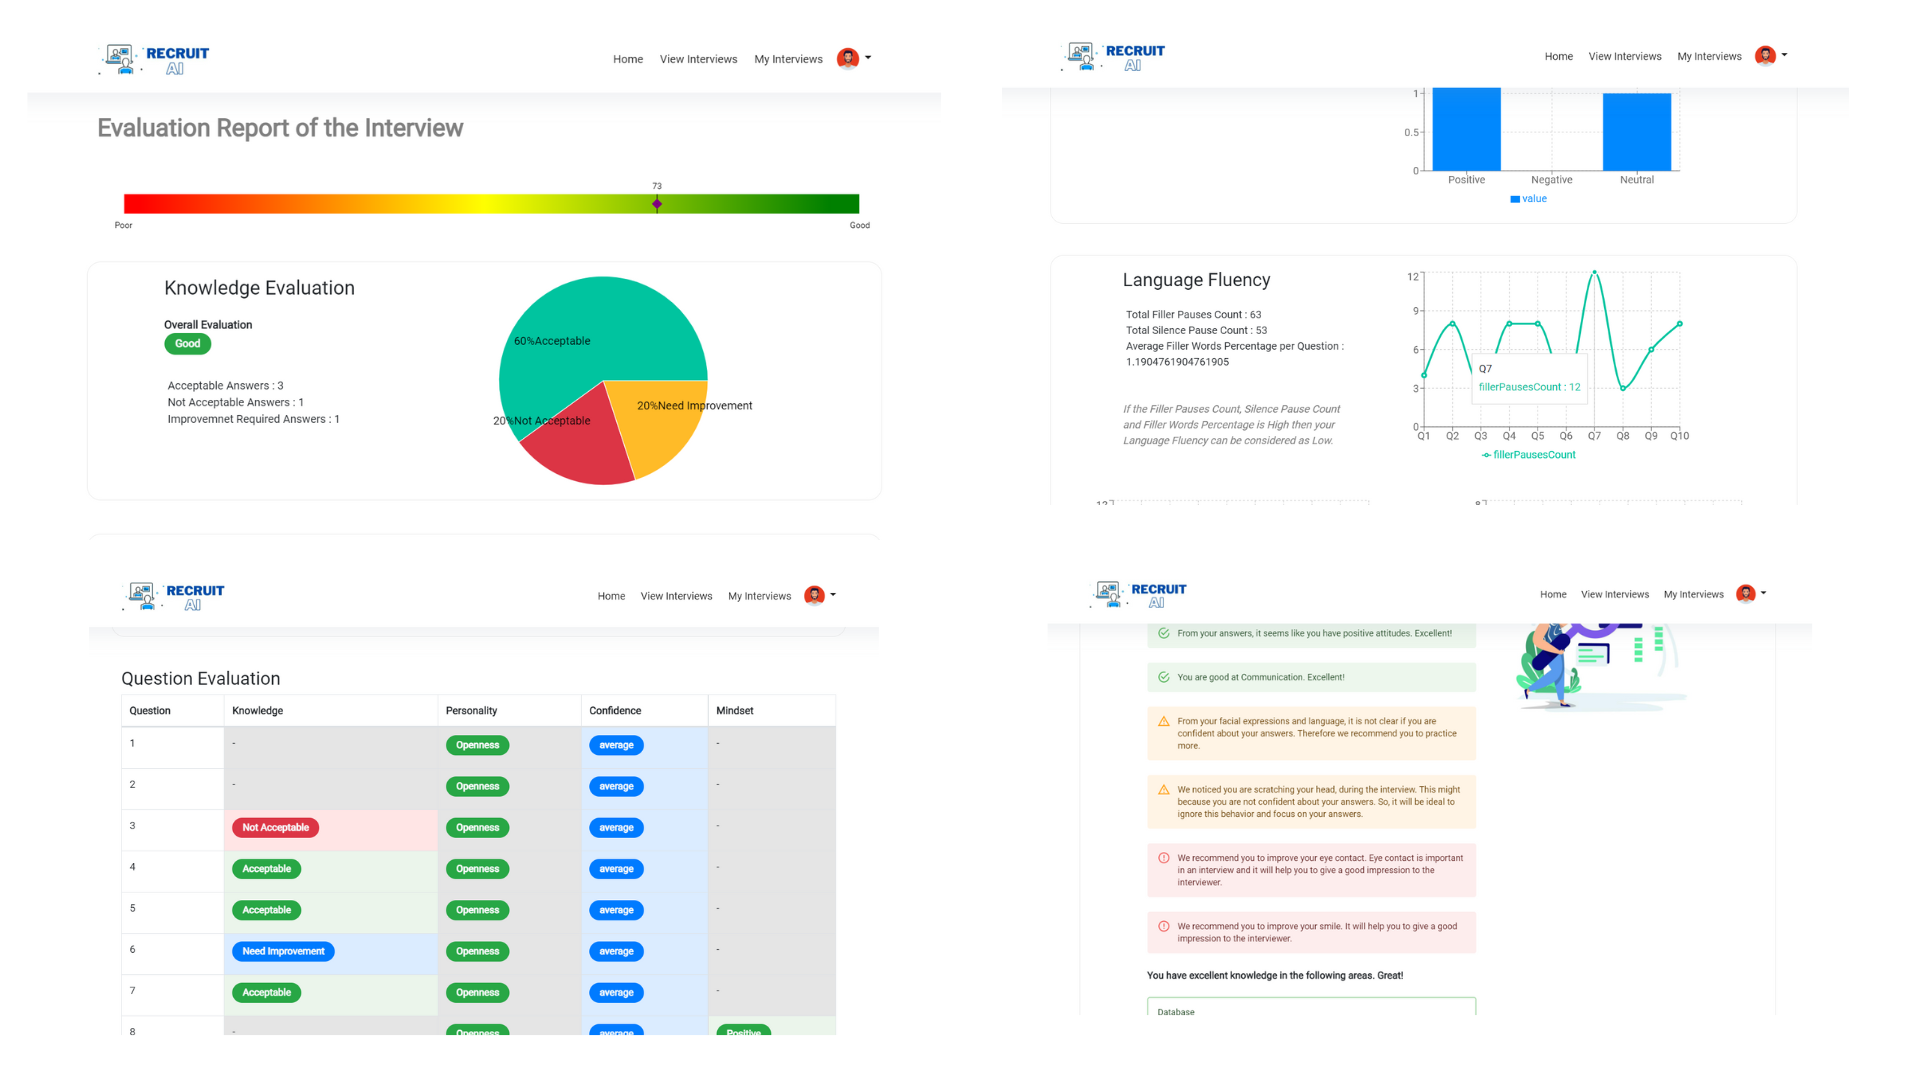 RECRUIT
AI
Home View Interviews My Interviews
Evaluation Report of the Interview
73
Poor
Good
Knowledge Evaluation
Overall Evaluation
Good
Acceptable Answers : 3
Not Acceptable Answers : 1
Improvemnet Required Answers : 1
60%Acceptable
20%Not Acceptable
20%Need Improvement
RECRUIT
AI
Home View Interviews My Interviews
1
0.5
0
Positive Negative Neutral
value
Language Fluency
Total Filler Pauses Count : 63
Total Silence Pause Count : 53
Average Filler Words Percentage per Question :
1.1904761904761905
If the Filler Pauses Count, Silence Pause Count
and Filler Words Percentage is High then your
Language Fluency can be considered as Low.
12
9
6
3
0
Q7
fillerPausesCount : 12
Q1 Q2 Q3 Q4 Q5 Q6 Q7 Q8 Q9 Q10
fillerPausesCount
RECRUIT
AI
Home View Interviews My Interviews
Question Evaluation
Question Knowledge Personality Confidence Mindset
1 - Openness average -
2 - Openness average -
3 Not Acceptable Openness average -
4 Acceptable Openness average -
5 Acceptable Openness average -
6 Need Improvement Openness average -
7 Acceptable Openness average -
8 - Openness average Positive
RECRUIT
AI
Home View Interviews My Interviews
From your answers, it seems like you have positive attitudes. Excellent!
You are good at Communication. Excellent!
From your facial expressions and language, it is not clear if you are
confident about your answers. Therefore we recommend you to practice
more.
We noticed you are scratching your head, during the interview. This might
because you are not confident about your answers. So, it will be ideal to
ignore this behavior and focus on your answers.
We recommend you to improve your eye contact. Eye contact is important
in an interview and it will help you to give a good impression to the
interviewer.
We recommend you to improve your smile. It will help you to give a good
impression to the interviewer.
You have excellent knowledge in the following areas. Great!
Database